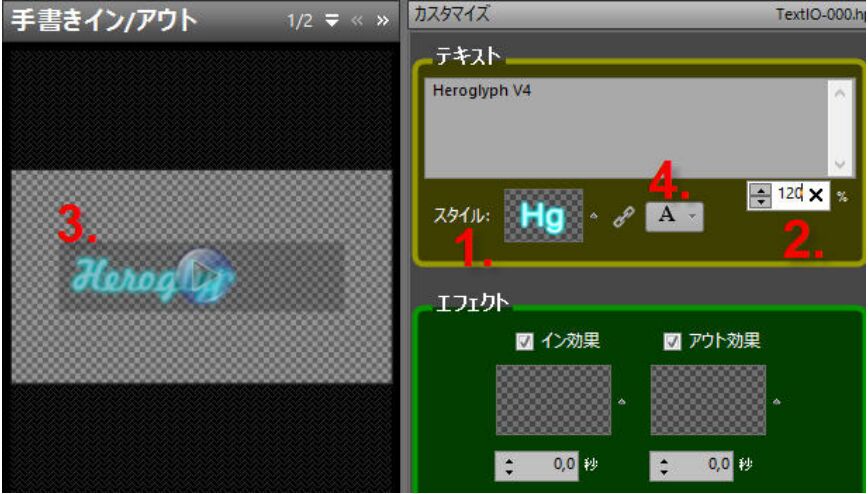 手書きイン/アウト
1/2
3.
Heroglyp
カスタマイズ
TextIO-000.hp
テキスト
Heroglyph V4
4.
スタイル:
Hg
A
120
%
1.
2.
エフェクト
イン効果
アウト効果
0,0 秒
0,0 秒